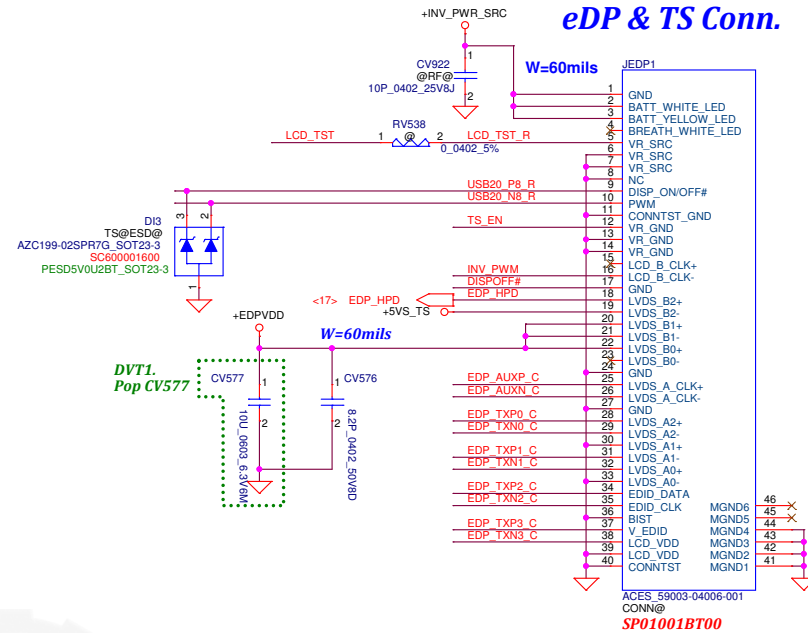 eDP & TS Conn.
+INV_PWR_SRC
CV922
@RF@
10P_0402_25V8J
1
2
W=60mils
JEDP1
LCD_TST
1
RV538
@
2
0_0402_5%
LCD_TST_R
USB20_P8_R
USB20_N8_R
TS_EN
DI3
TS@ESD@
AZC199-02SPR7G_SOT23-3
SC600001600
PESD5V0U2BT_SOT23-3
3
2
1
INV_PWM
DISPOFF#
<17> EDP_HPD
EDP_HPD
+5VS_TS
+EDPVDD
W=60mils
DVT1.
Pop CV577
CV577
1
2
10U_0603_6.3V6M
CV576
1
2
8.2P_0402_50V8D
EDP_AUXP_C
EDP_AUXN_C
EDP_TXP0_C
EDP_TXN0_C
EDP_TXP1_C
EDP_TXN1_C
EDP_TXP2_C
EDP_TXN2_C
EDP_TXP3_C
EDP_TXN3_C
1 GND
2 BATT_WHITE_LED
3 BATT_YELLOW_LED
4 BREATH_WHITE_LED
5 VR_SRC
6 VR_SRC
7 VR_SRC
8 NC
9 DISP_ON/OFF#
10 PWM
11 CONNTST_GND
12 VR_GND
13 VR_GND
14 VR_GND
15 LCD_B_CLK+
16 LCD_B_CLK-
17 GND
18 LVDS_B2+
19 LVDS_B2-
20 LVDS_B1+
21 LVDS_B1-
22 LVDS_B0+
23 LVDS_B0-
24 GND
25 LVDS_A_CLK+
26 LVDS_A_CLK-
27 GND
28 LVDS_A2+
29 LVDS_A2-
30 LVDS_A1+
31 LVDS_A1-
32 LVDS_A0+
33 LVDS_A0-
34 EDID_DATA
35 EDID_CLK
36 BIST
37 V_EDID
38 LCD_VDD
39 LCD_VDD
40 CONNTST
MGND6 46
MGND5 45
MGND4 44
MGND3 43
MGND2 42
MGND1 41
ACES_59003-04006-001
CONN@
SP01001BT00